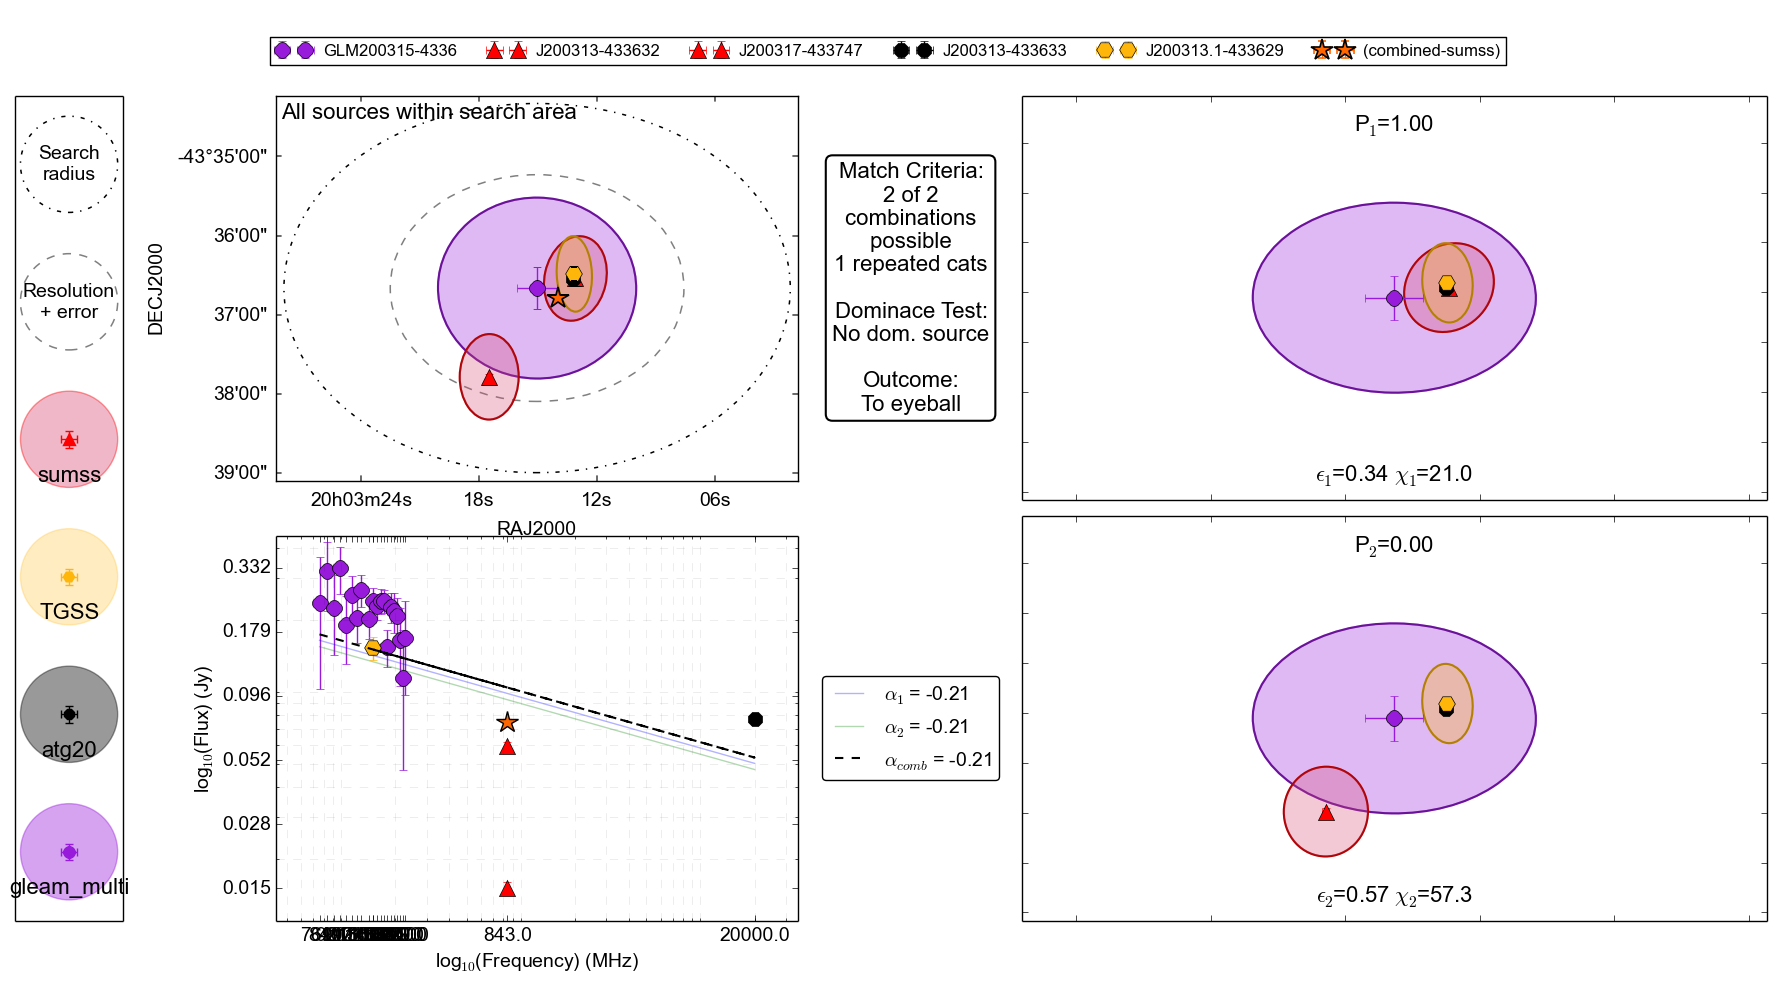 GLM200315-4336 J200313-433632 J200317-433747 J200313-433633 J200313.1-433629 (combined-sumss)
Search
radius
Resolution
+ error
sumss
TGSS
atg20
gleam_multi
All sources within search area
DECJ2000
-43°35'00"
36'00"
37'00"
38'00"
39'00"
20h03m24s 18s 12s 06s
RAJ2000
Match Criteria:
2 of 2
combinations
possible
1 repeated cats
Dominace Test:
No dom. source
Outcome:
To eyeball
P1=1.00
ϵ1=0.34 χ1=21.0
log10(Flux) (Jy)
0.332
0.179
0.096
0.052
0.028
0.015
843.0 20000.0
log10(Frequency) (MHz)
α1 = -0.21
α2 = -0.21
αcomb = -0.21
P2=0.00
ϵ2=0.57 χ2=57.3